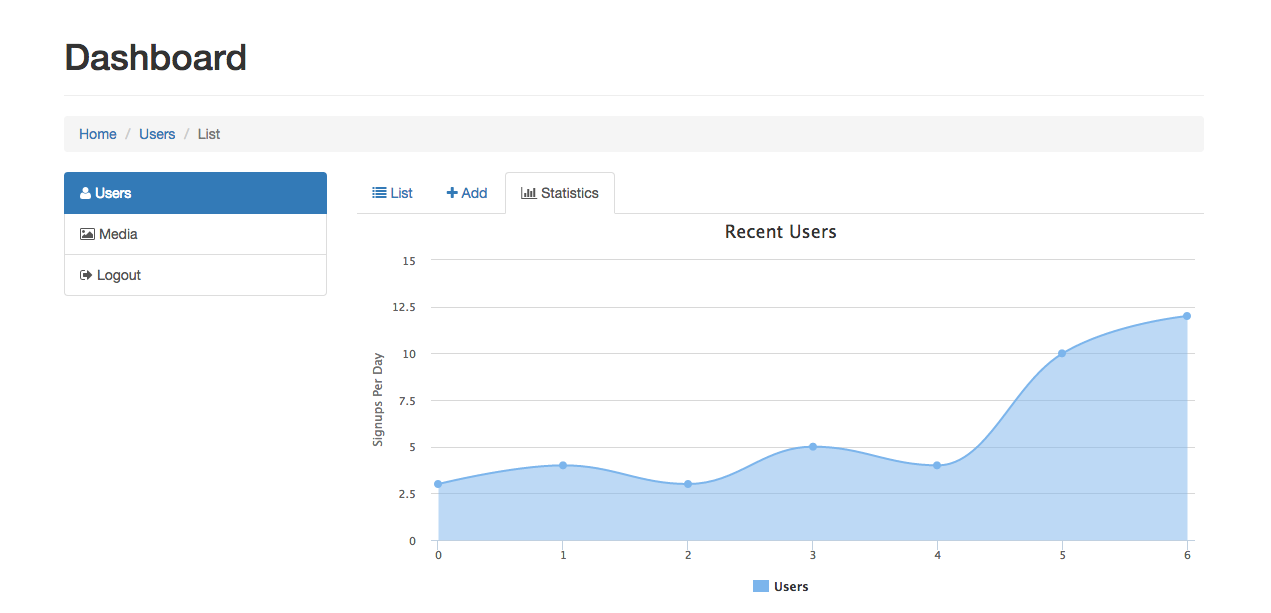 Dashboard
Home / Users / List
Users
Media
Logout
List Add Statistics
Recent Users
Signups Per Day
15
12.5
10
7.5
5
2.5
0
0 1 2 3 4 5 6
Users